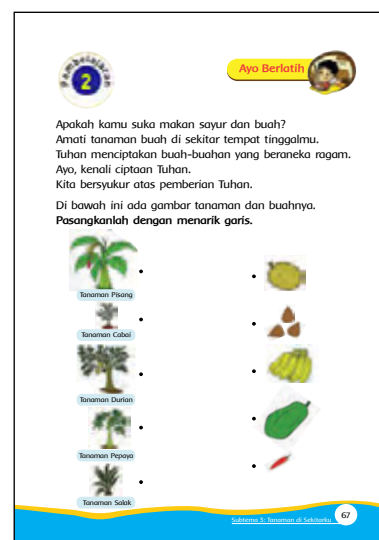 Pembelajaran
2
Ayo Berlatih
Apakah kamu suka makan sayur dan buah?
Amati tanaman buah di sekitar tempat tinggalmu.
Tuhan menciptakan buah-buahan yang beraneka ragam.
Ayo, kenali ciptaan Tuhan.
Kita bersyukur atas pemberian Tuhan.
Di bawah ini ada gambar tanaman dan buahnya.
Pasangkanlah dengan menarik garis.
Tanaman Pisang
Tanaman Cabai
Tanaman Durian
Tanaman Pepaya
Tanaman Salak
Subtema 3: Tanaman di Sekitarku
67